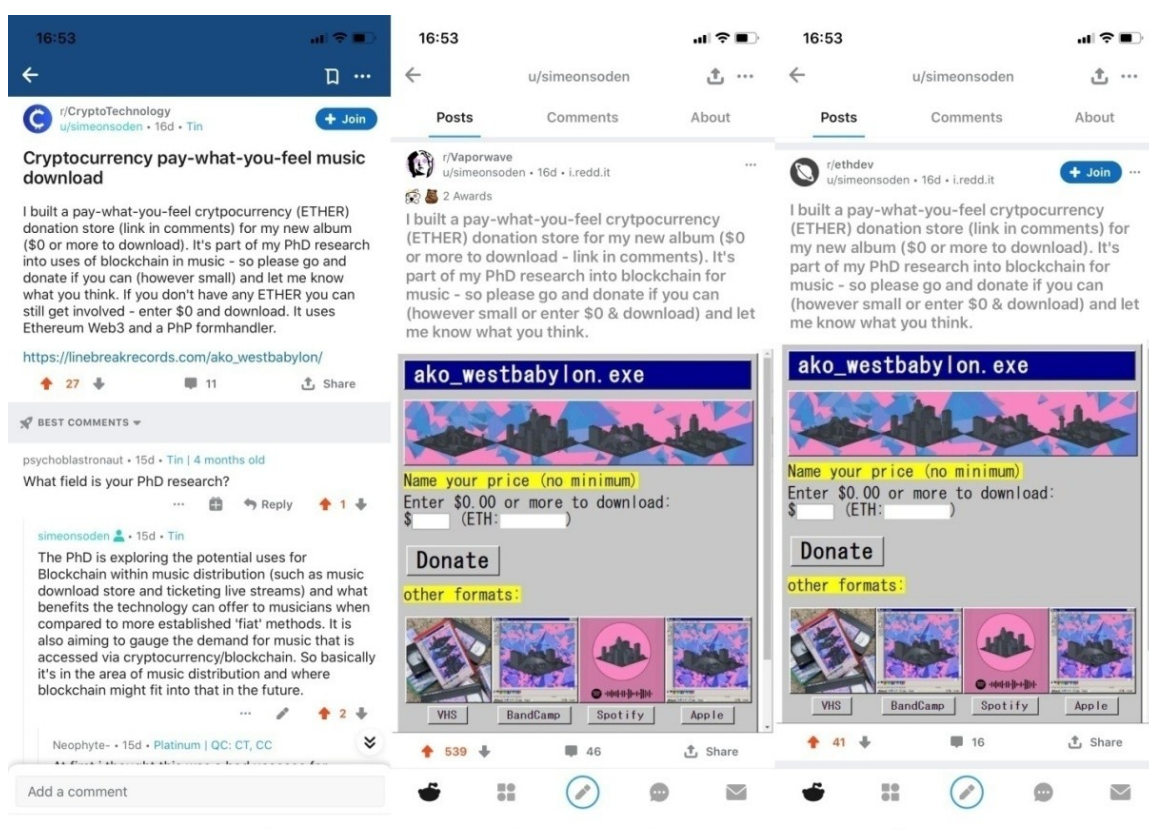 16:53
r/CryptoTechnology
u/simeonsoden • 16d • Tin
+ Join
Cryptocurrency pay-what-you-feel music
download
I built a pay-what-you-feel crytpocurrency (ETHER)
donation store (link in comments) for my new album
($0 or more to download). It's part of my PhD research
into uses of blockchain in music - so please go and
donate if you can (however small) and let me know
what you think. If you don't have any ETHER you can
still get involved - enter $0 and download. It uses
Ethereum Web3 and a PhP formhandler.
https://linebreakrecords.com/ako_westbabylon/
27
11
Share
BEST COMMENTS
psychoblastronaut • 15d • Tin | 4 months old
What field is your PhD research?
Reply
1
simeonsoden • 15d • Tin
The PhD is exploring the potential uses for
Blockchain within music distribution (such as music
download store and ticketing live streams) and what
benefits the technology can offer to musicians when
compared to more established 'fiat' methods. It is
also aiming to gauge the demand for music that is
accessed via cryptocurrency/blockchain. So basically
it's in the area of music distribution and where
blockchain might fit into that in the future.
2
Neophyte- • 15d • Platinum | QC: CT, CC
Add a comment
16:53
u/simeonsoden
Posts Comments About
r/Vaporwave
u/simeonsoden • 16d • i.redd.it
2 Awards
I built a pay-what-you-feel crytpocurrency
(ETHER) donation store for my new album ($0
or more to download - link in comments). It's
part of my PhD research into blockchain for
music - so please go and donate if you can
(however small or enter $0 & download) and let
me know what you think.
ako_westbabylon.exe
Name your price (no minimum)
Enter $0.00 or more to download:
$ (ETH: )
Donate
other formats:
VHS BandCamp Spotify Apple
539
46
Share
16:53
u/simeonsoden
Posts Comments About
r/ethdev
u/simeonsoden • 16d • i.redd.it
+ Join
I built a pay-what-you-feel crytpocurrency
(ETHER) donation store (link in comments) for
my new album ($0 or more to download). It's
part of my PhD research into blockchain for
music - so please go and donate if you can
(however small or enter $0 & download) and let
me know what you think.
ako_westbabylon.exe
Name your price (no minimum)
Enter $0.00 or more to download:
$ (ETH: )
Donate
other formats:
VHS BandCamp Spotify Apple
41
16
Share